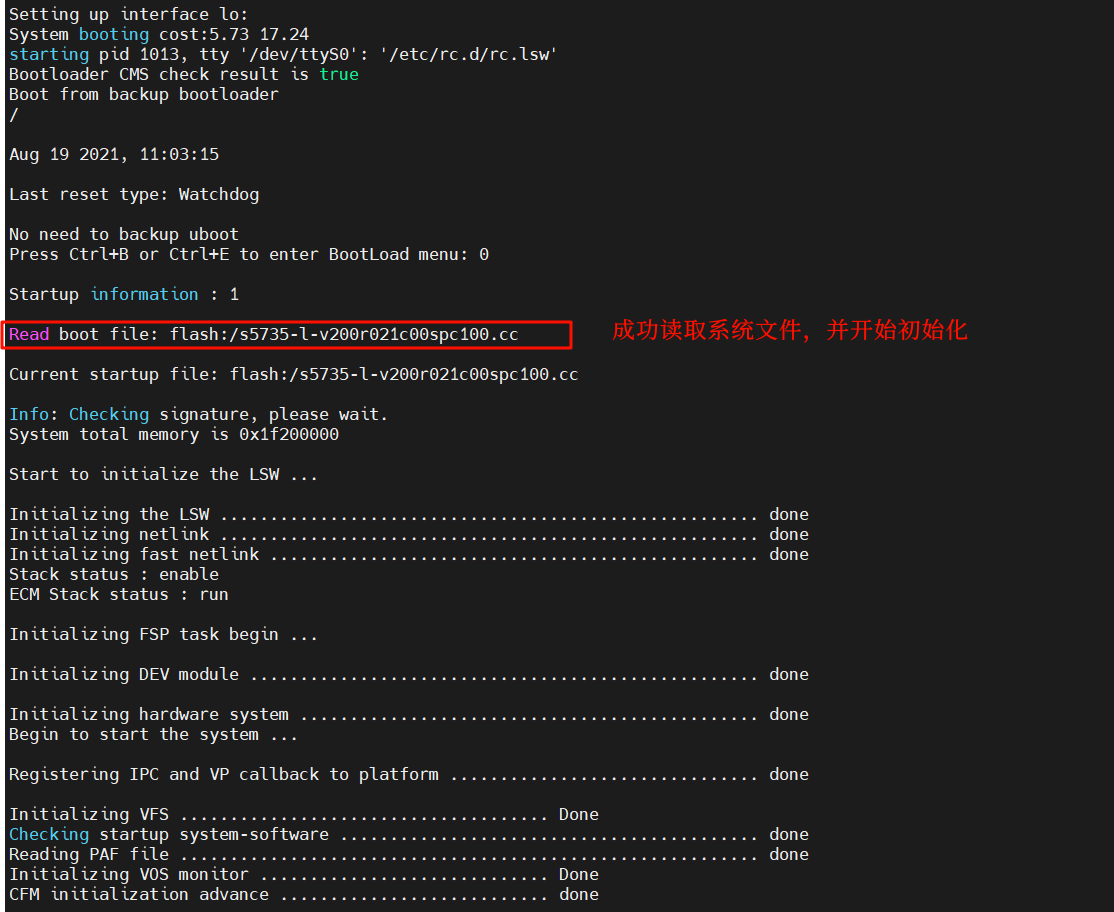 Setting up interface lo:
System booting cost:5.73 17.24
starting pid 1013, tty '/dev/ttyS0': '/etc/rc.d/rc.lsw'
Bootloader CMS check result is true
Boot from backup bootloader
/
Aug 19 2021, 11:03:15
Last reset type: Watchdog
No need to backup uboot
Press Ctrl+B or Ctrl+E to enter BootLoad menu: 0
Startup information : 1
Read boot file: flash:/s5735-l-v200r021c00spc100.cc
成功读取系统文件，并开始初始化
Current startup file: flash:/s5735-l-v200r021c00spc100.cc
Info: Checking signature, please wait.
System total memory is 0x1f200000
Start to initialize the LSW ...
Initializing the LSW ...................................................... done
Initializing netlink ...................................................... done
Initializing fast netlink ................................................. done
Stack status : enable
ECM Stack status : run
Initializing FSP task begin ...
Initializing DEV module ................................................... done
Initializing hardware system .............................................. done
Begin to start the system ...
Registering IPC and VP callback to platform ............................... done
Initializing VFS ..................................... Done
Checking startup system-software .......................................... done
Reading PAF file .......................................................... done
Initializing VOS monitor ............................. Done
CFM initialization advance ........................... done